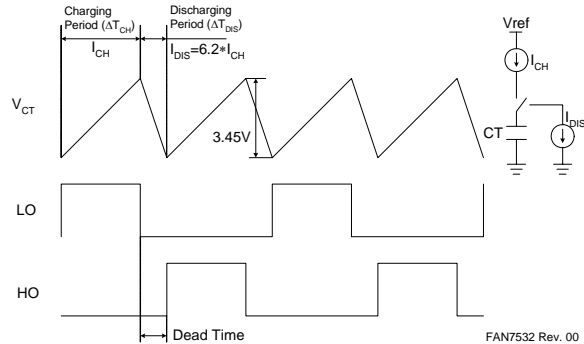 Charging
Period (ΔT_CH)
Discharging
Period (ΔT_DIS)
I_CH
I_DIS=6.2*I_CH
Vref
I_CH
V_CT
3.45V
CT
I_DIS
LO
HO
Dead Time
FAN7532 Rev. 00